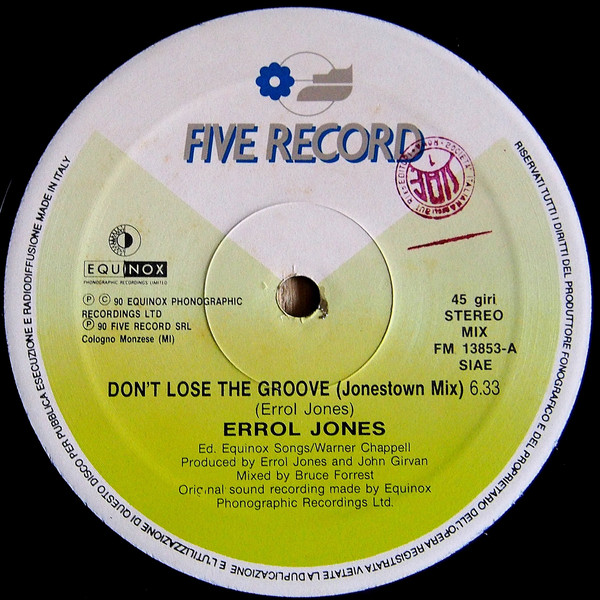 FIVE RECORD
SIAE
EQUINOX
PHONOGRAPHIC RECORDINGS LIMITED
Ⓟ © 90 EQUINOX PHONOGRAPHIC
RECORDINGS LTD
Ⓟ 90 FIVE RECORD SRL
Cologno Monzese (MI)
45 giri
STEREO
MIX
FM 13853-A
SIAE
DON'T LOSE THE GROOVE (Jonestown Mix) 6.33
(Errol Jones)
ERROL JONES
Ed. Equinox Songs/Warner Chappell
Produced by Errol Jones and John Girvan
Mixed by Bruce Forrest
Original sound recording made by Equinox
Phonographic Recordings Ltd.
RISERVATI TUTTI I DIRITTI DEL PRODUTTORE FONOGRAFICO E DEL PROPRIETARIO DELL'OPERA REGISTRATA VIETATE LA DUPLICAZIONE E L'UTILIZZAZIONE DI QUESTO DISCO PER PUBBLICA ESECUZIONE E RADIODIFFUSIONE MADE IN ITALY